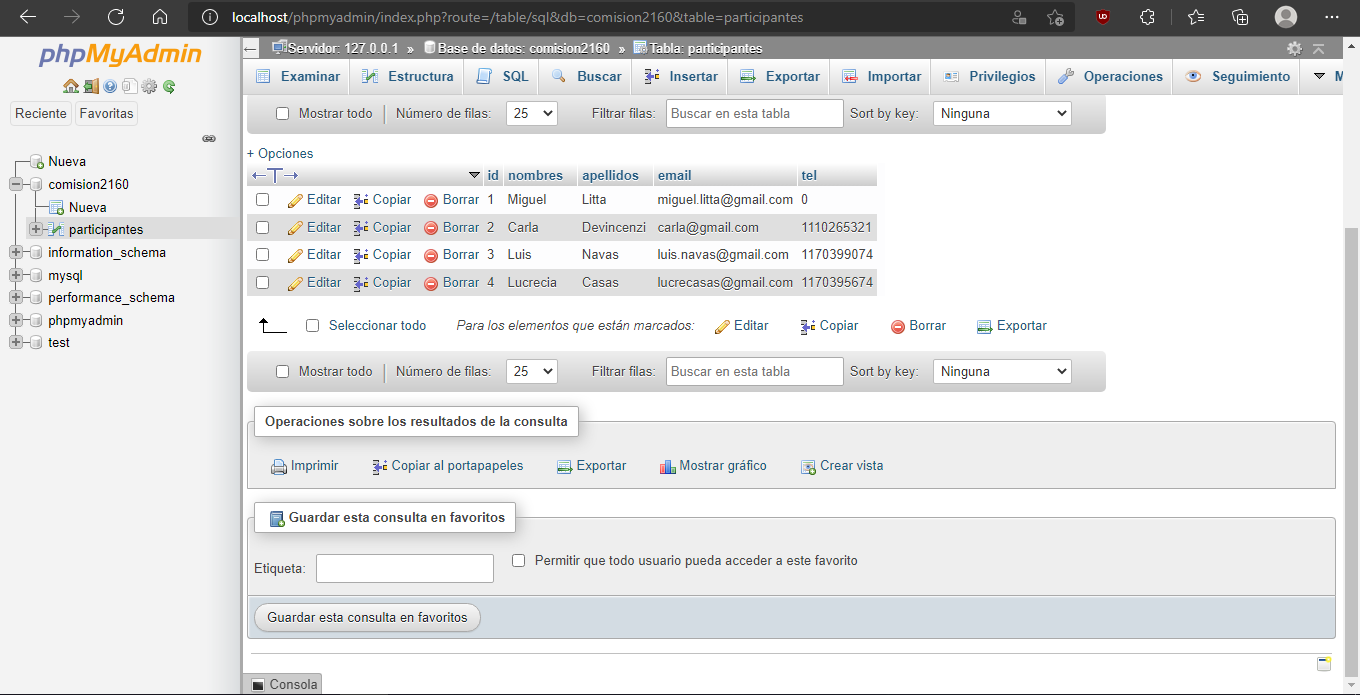 localhost/phpmyadmin/index.php?route=/table/sql&db=comision2160&table=participantes
phpMyAdmin
Reciente Favoritas
Nueva
comision2160
Nueva
participantes
information_schema
mysql
performance_schema
phpmyadmin
test
Servidor: 127.0.0.1 » Base de datos: comision2160 » Tabla: participantes
Examinar Estructura SQL Buscar Insertar Exportar Importar Privilegios Operaciones Seguimiento M
Mostrar todo Número de filas: 25 Filtrar filas: Buscar en esta tabla Sort by key: Ninguna
+ Opciones
←T→ id nombres apellidos email tel
Editar Copiar Borrar 1 Miguel Litta miguel.litta@gmail.com 0
Editar Copiar Borrar 2 Carla Devincenzi carla@gmail.com 1110265321
Editar Copiar Borrar 3 Luis Navas luis.navas@gmail.com 1170399074
Editar Copiar Borrar 4 Lucrecia Casas lucrecasas@gmail.com 1170395674
Seleccionar todo Para los elementos que están marcados: Editar Copiar Borrar Exportar
Mostrar todo Número de filas: 25 Filtrar filas: Buscar en esta tabla Sort by key: Ninguna
Operaciones sobre los resultados de la consulta
Imprimir Copiar al portapapeles Exportar Mostrar gráfico Crear vista
Guardar esta consulta en favoritos
Etiqueta: Permitir que todo usuario pueda acceder a este favorito
Guardar esta consulta en favoritos
Consola